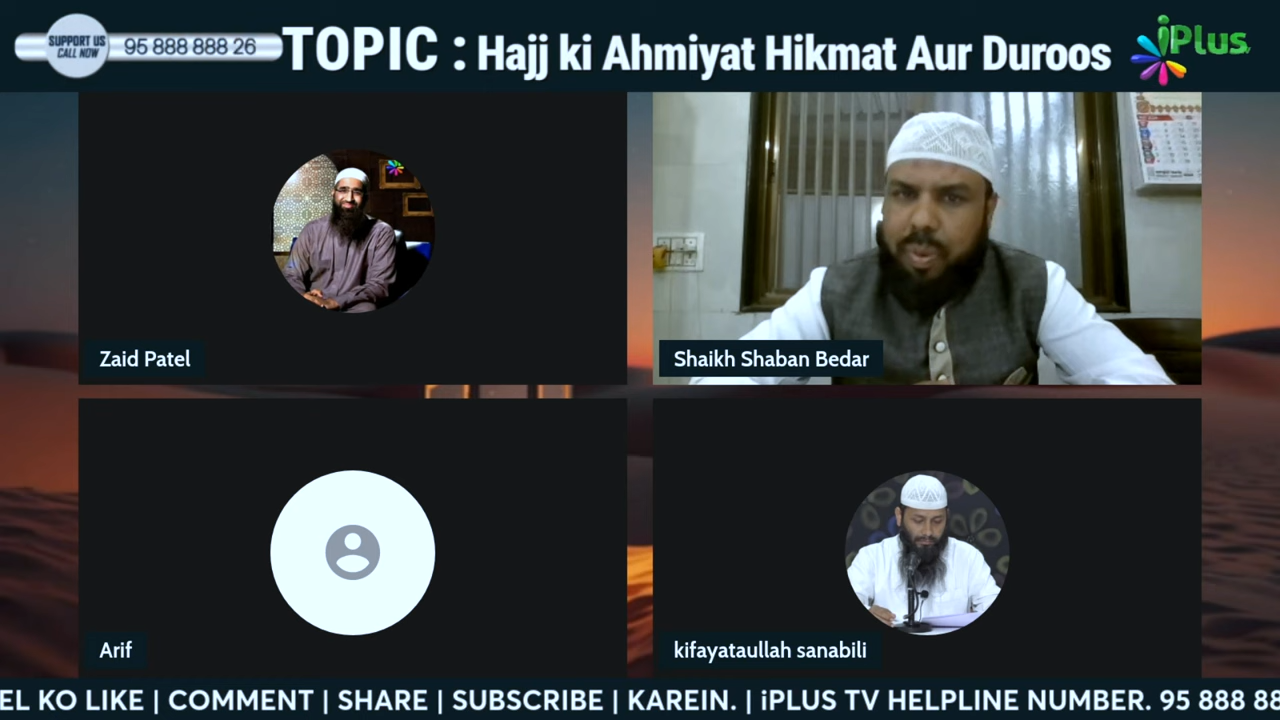 SUPPORT US
CALL NOW
95 888 888 26
TOPIC : Hajj ki Ahmiyat Hikmat Aur Duroos
iPlus
Zaid Patel
Shaikh Shaban Bedar
Arif
kifayataullah sanabili
EL KO LIKE | COMMENT | SHARE | SUBSCRIBE | KAREIN. | iPLUS TV HELPLINE NUMBER. 95 888 88